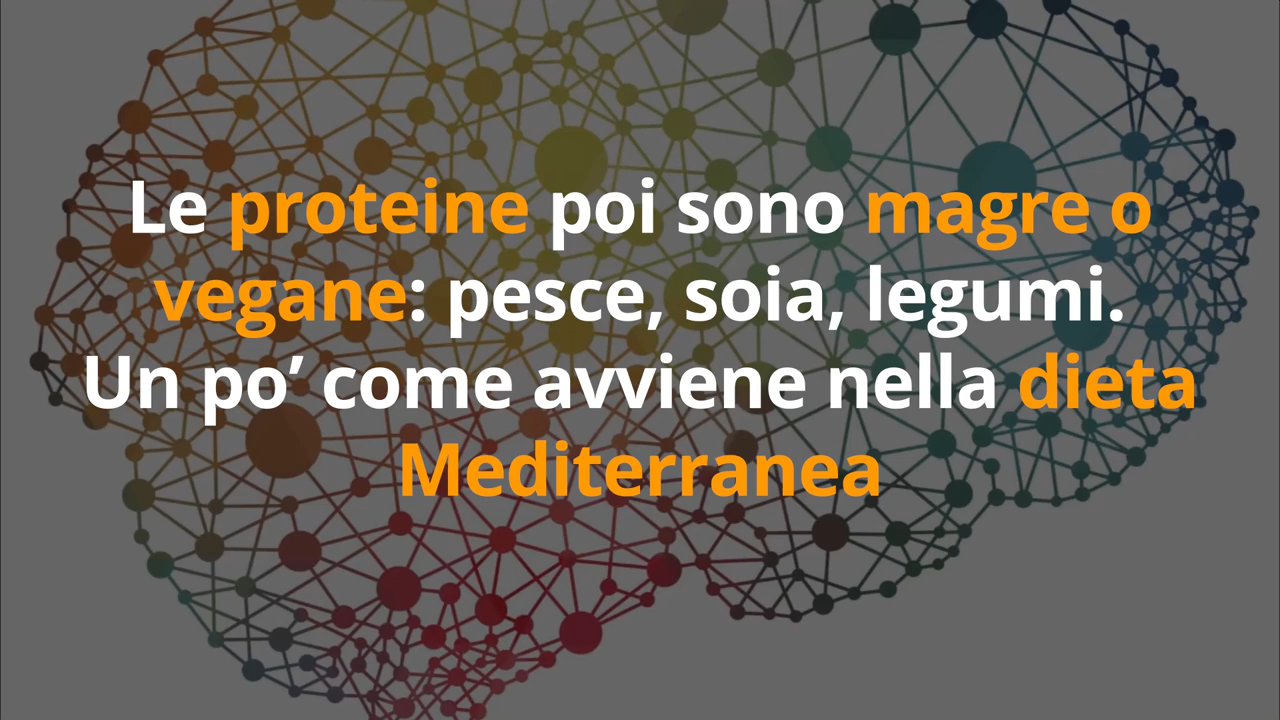 Le proteine poi sono magre o
vegane: pesce, soia, legumi.
Un po’ come avviene nella dieta
Mediterranea